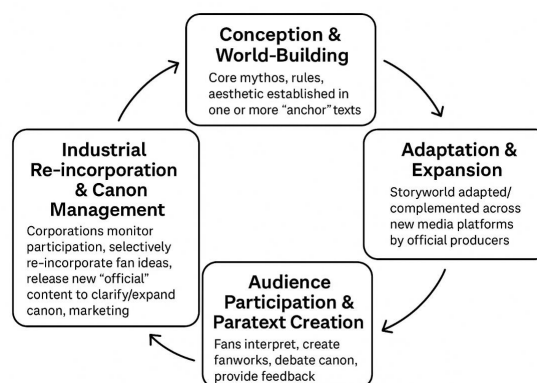 Conception &
World-Building
Core mythos, rules,
aesthetic established in
one or more “anchor” texts
Adaptation &
Expansion
Storyworld adapted/
complemented across
new media platforms
by official producers
Audience
Participation &
Paratext Creation
Fans interpret, create
fanworks, debate canon,
provide feedback
Industrial
Re-incorporation
& Canon
Management
Corporations monitor
participation, selectively
re-incorporate fan ideas,
release new “official”
content to clarify/expand
canon, marketing